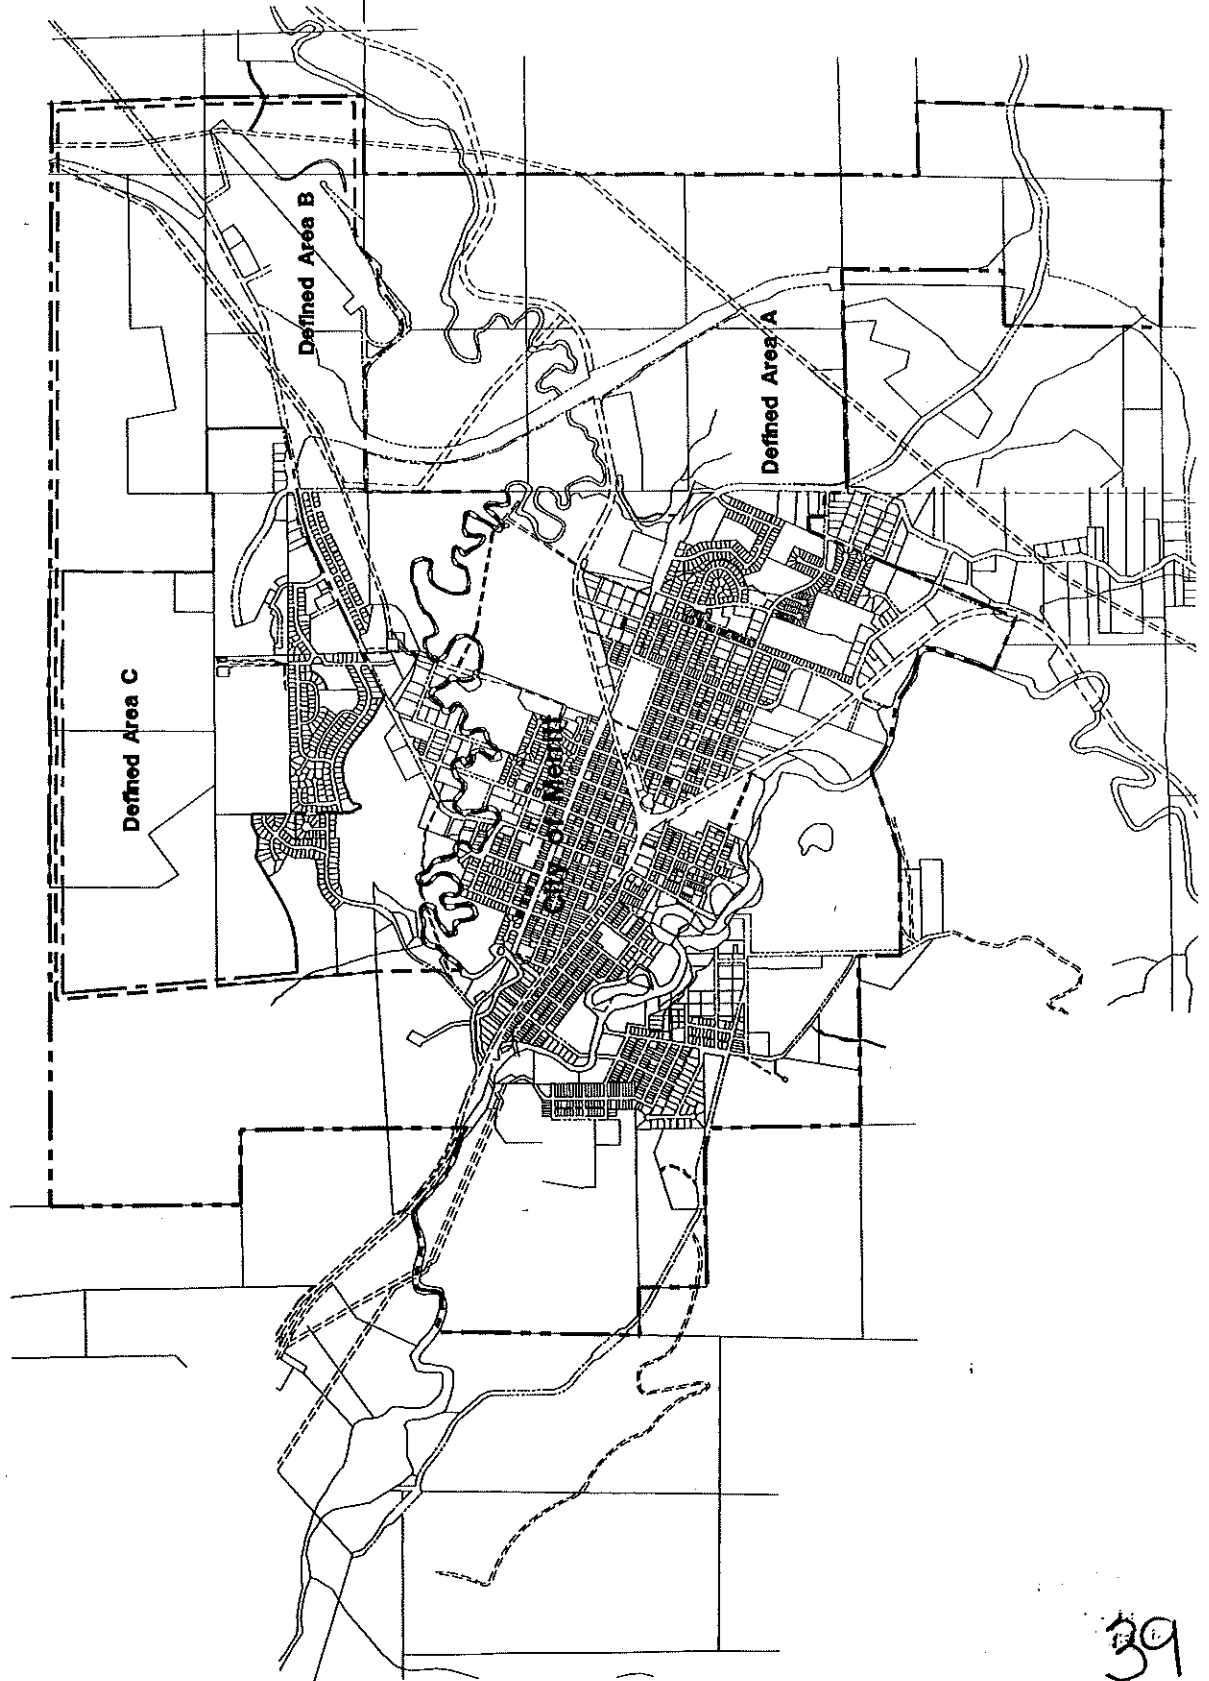 Defined Area B
Defined Area A
Defined Area C
City of Merritt
39